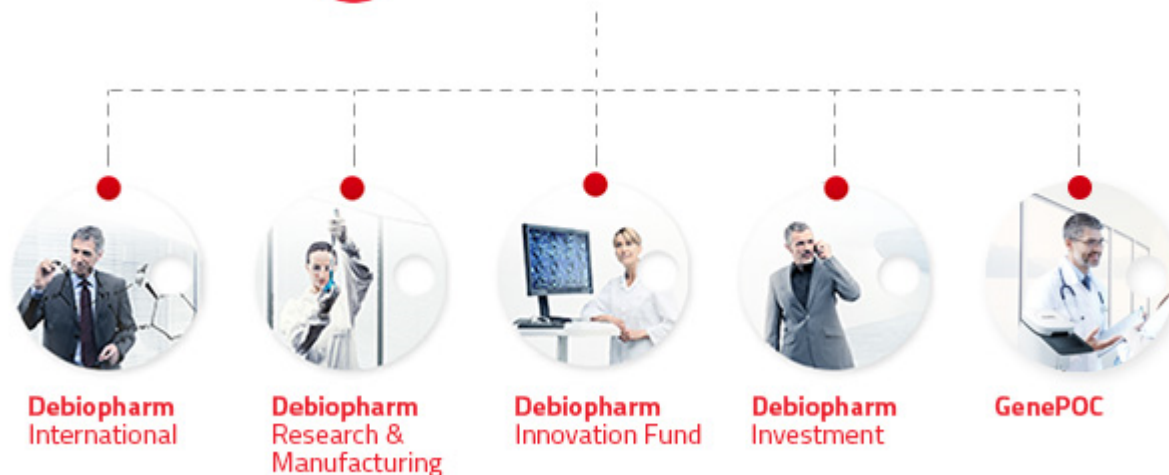 Debiopharm
International
Debiopharm
Research &
Manufacturing
Debiopharm
Innovation Fund
Debiopharm
Investment
GenePOC